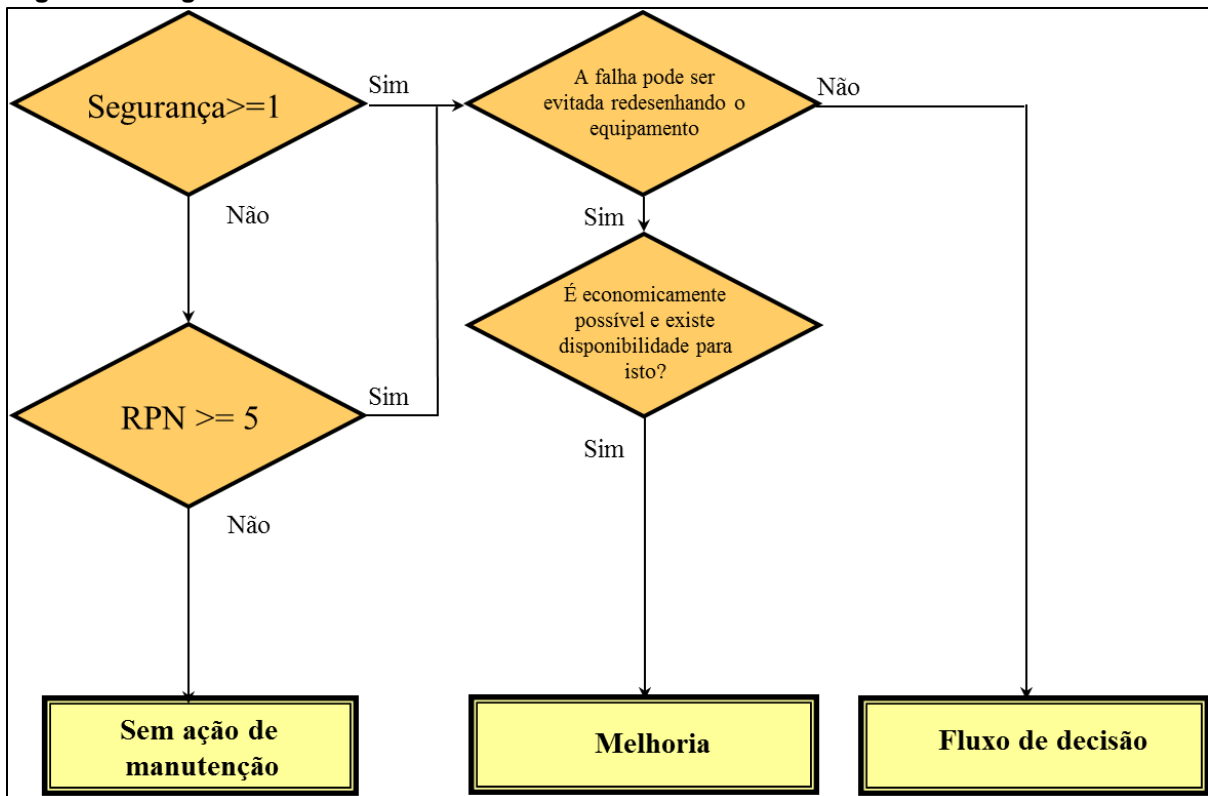 Segurança>=1
Sim
A falha pode ser
evitada redesenhando o
equipamento
Não
Não
Sim
É economicamente
possível e existe
disponibilidade para
isto?
RPN >= 5
Sim
Sim
Não
Sem ação de
manutenção
Melhoria
Fluxo de decisão